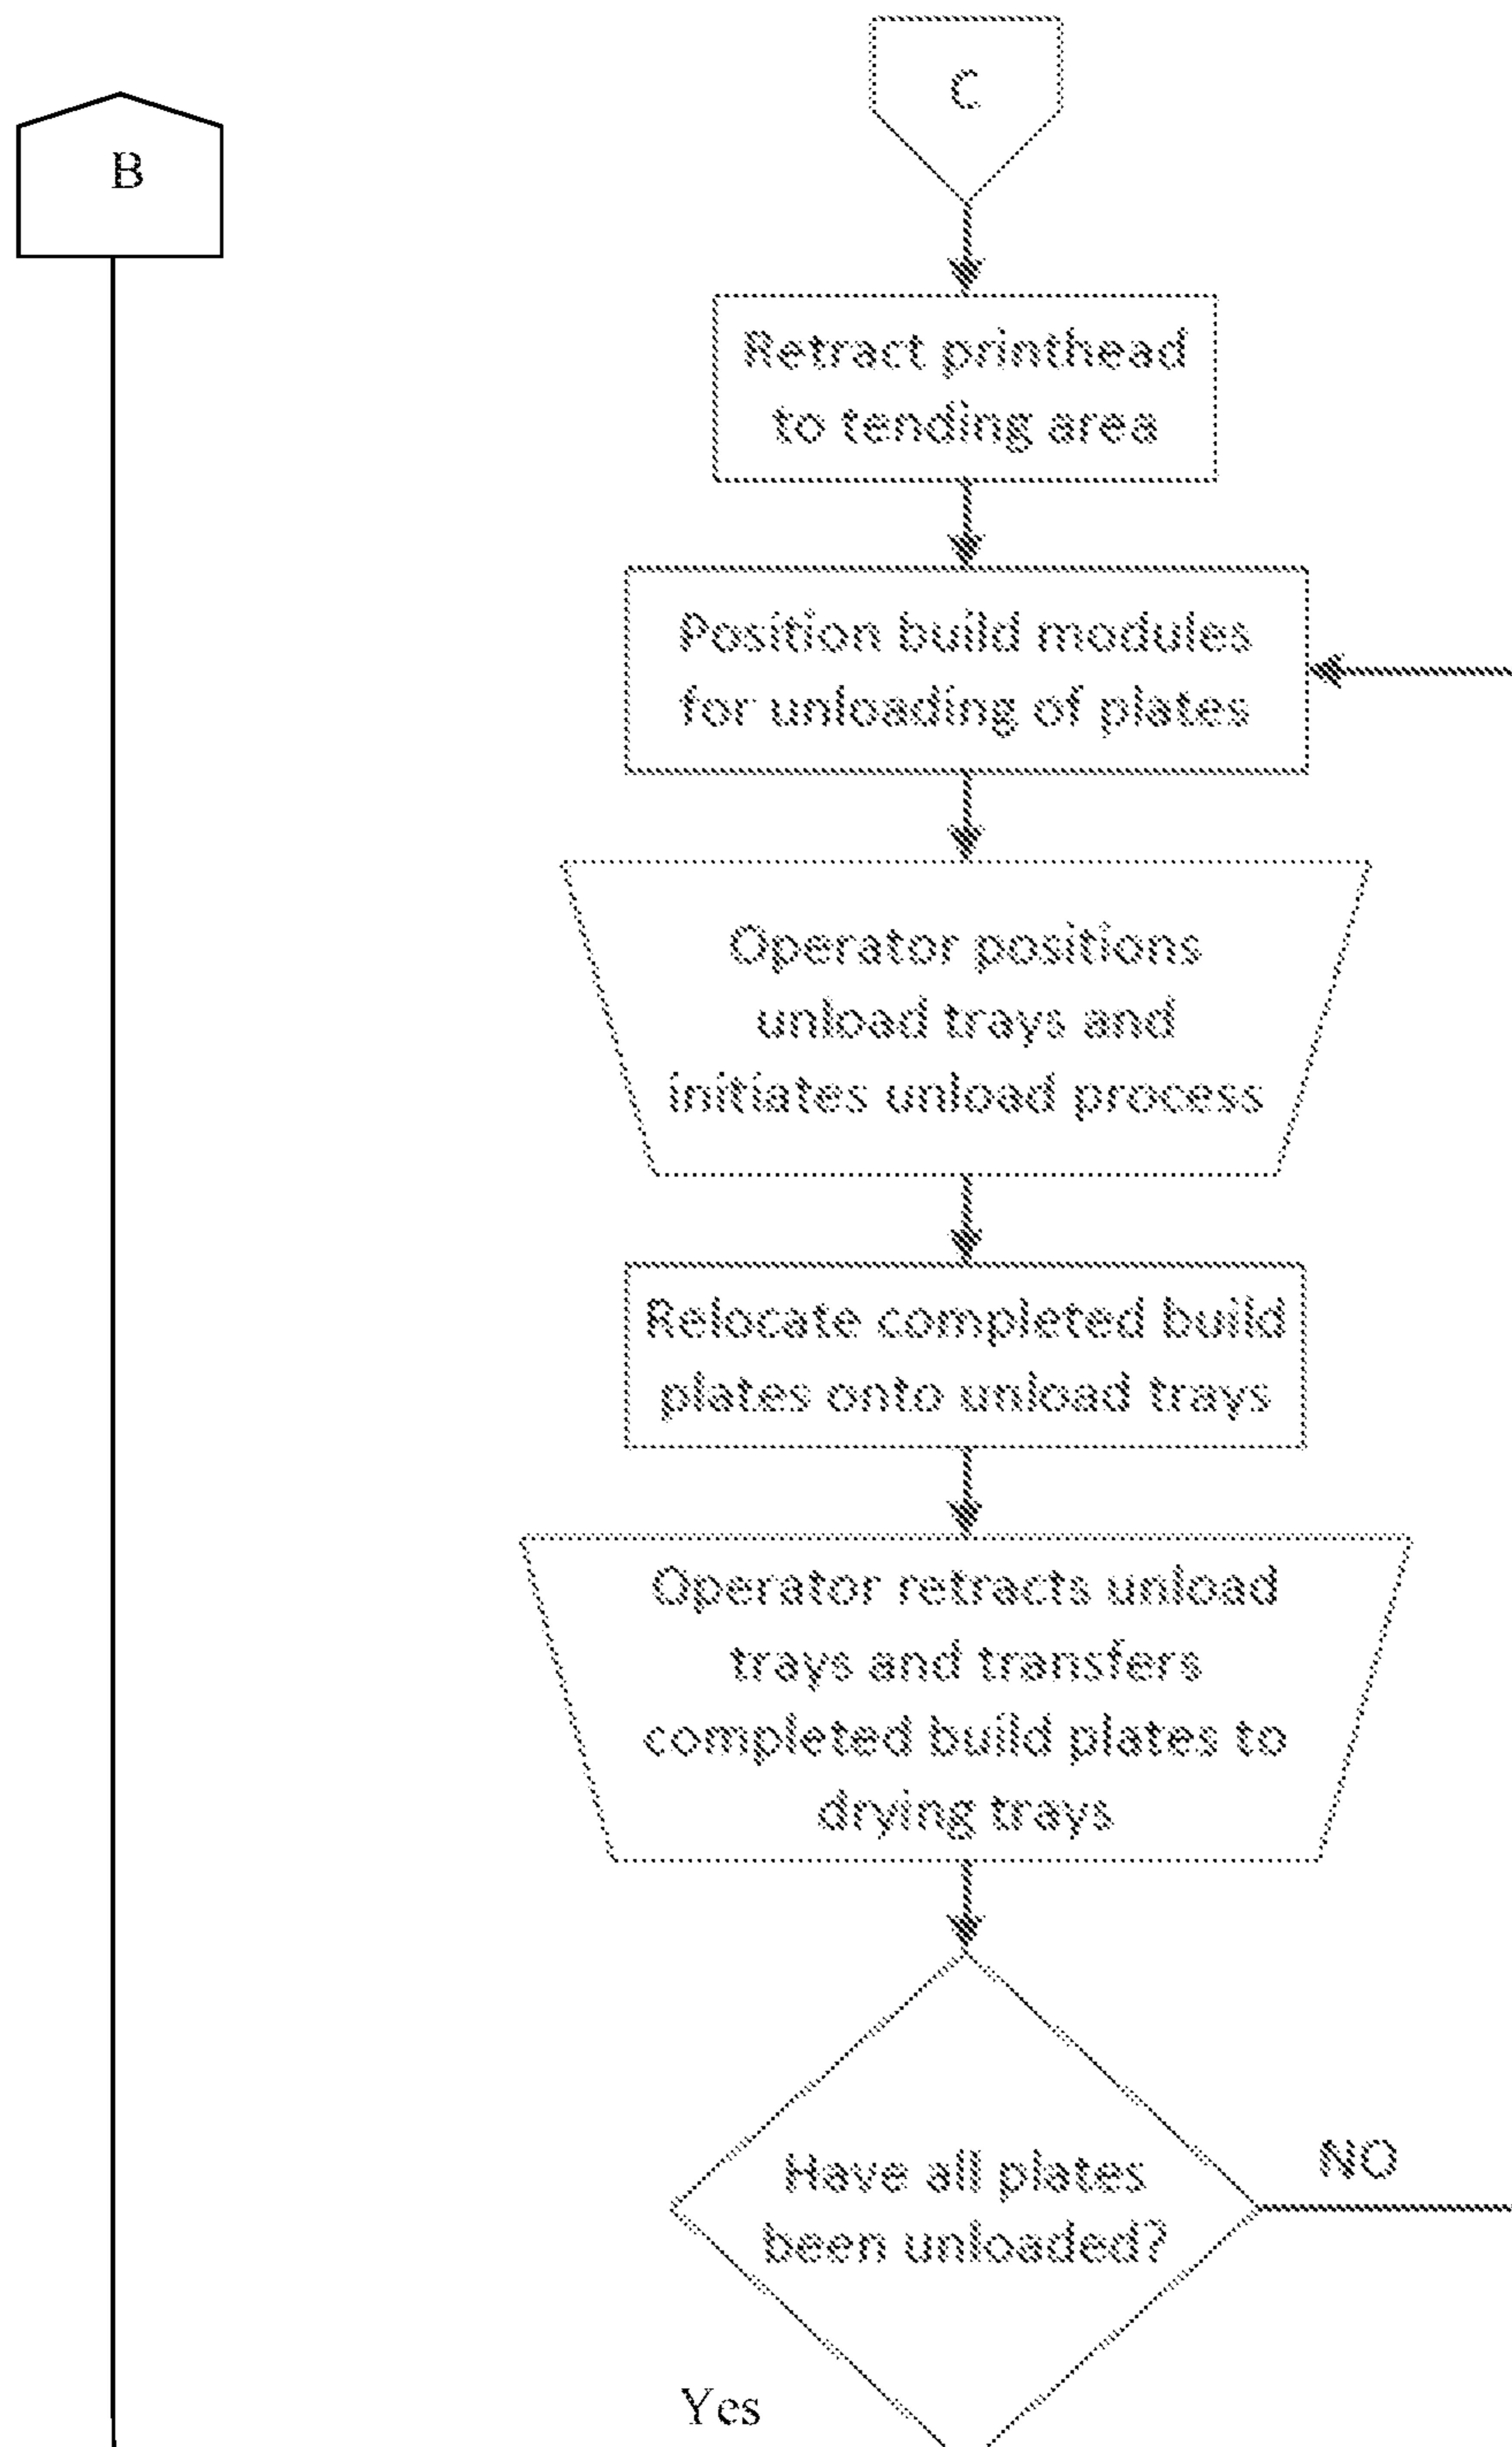 C
B
Retract printhead
to tending area
Position build modules
for unloading of plates
Operator positions
unload trays and
initiates unload process
Relocate completed build
plates onto unload trays
Operator retracts unload
trays and transfers
completed build plates to
drying trays
Have all plates
been unloaded?
NO
Yes